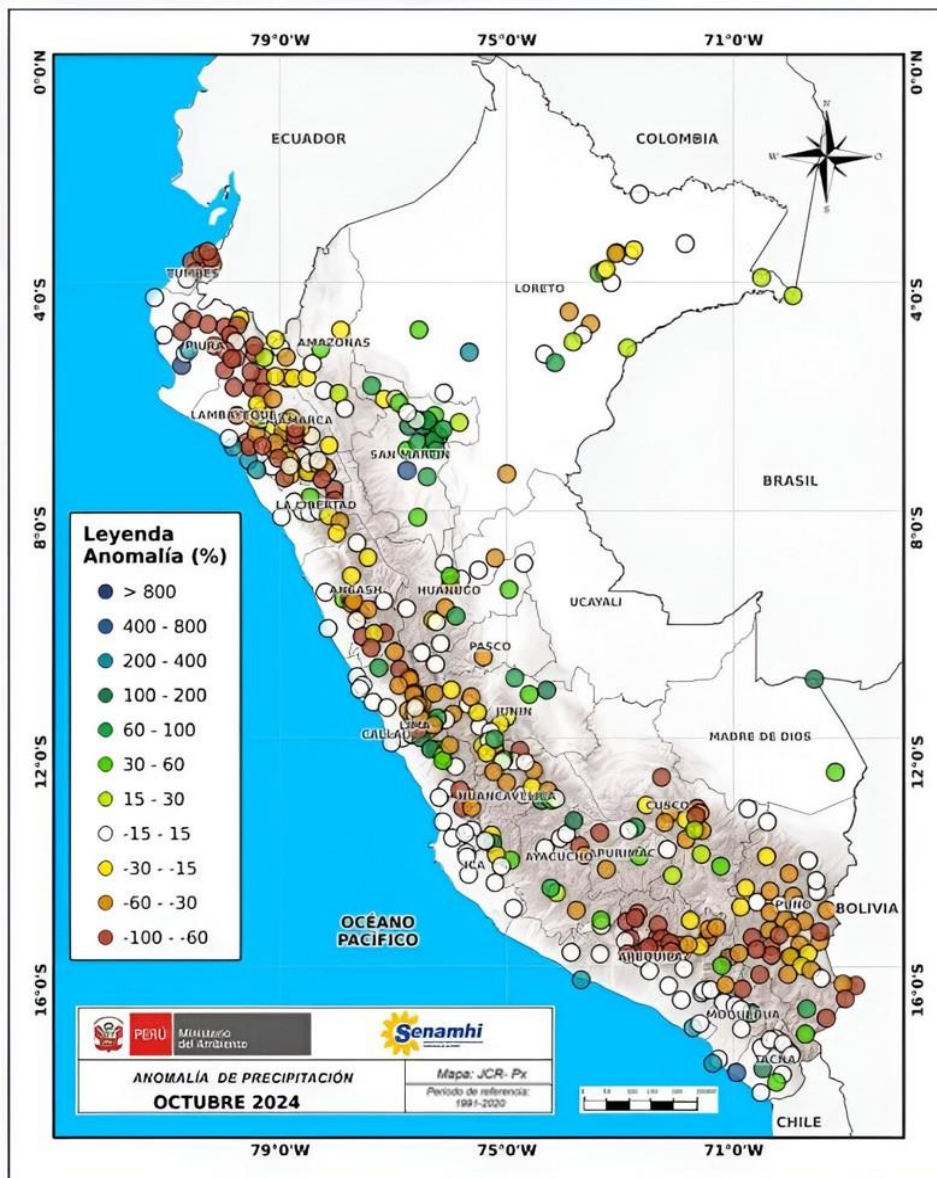 79°0'W 75°0'W 71°0'W
0°0'N 0°0'N
ECUADOR
COLOMBIA
N
W O
S
TUMBES
LORETO
4°0'S 4°0'S
PIURA
AMAZONAS
LAMBAYEQUE
CAJAMARCA
SAN MARTIN
BRASIL
LA LIBERTAD
8°0'S 8°0'S
Leyenda
Anomalía (%)
> 800
400 - 800
200 - 400
100 - 200
60 - 100
30 - 60
15 - 30
-15 - 15
-30 - -15
-60 - -30
-100 - -60
ANCASH
HUANUCO
UCAYALI
PASCO
JUNIN
LIMA
CALLAO
MADRE DE DIOS
12°0'S 12°0'S
HUANCAVELICA
CUSCO
AYACUCHO
APURIMAC
ICA
PUNO
BOLIVIA
OCÉANO
PACÍFICO
AREQUIPA
16°0'S 16°0'S
MOQUEGUA
TACNA
CHILE
PERÚ
Ministerio
del Ambiente
Senamhi
ANOMALÍA DE PRECIPITACIÓN
OCTUBRE 2024
Mapa: JCR- Px
Periodo de referencia:
1991-2020
79°0'W 75°0'W 71°0'W